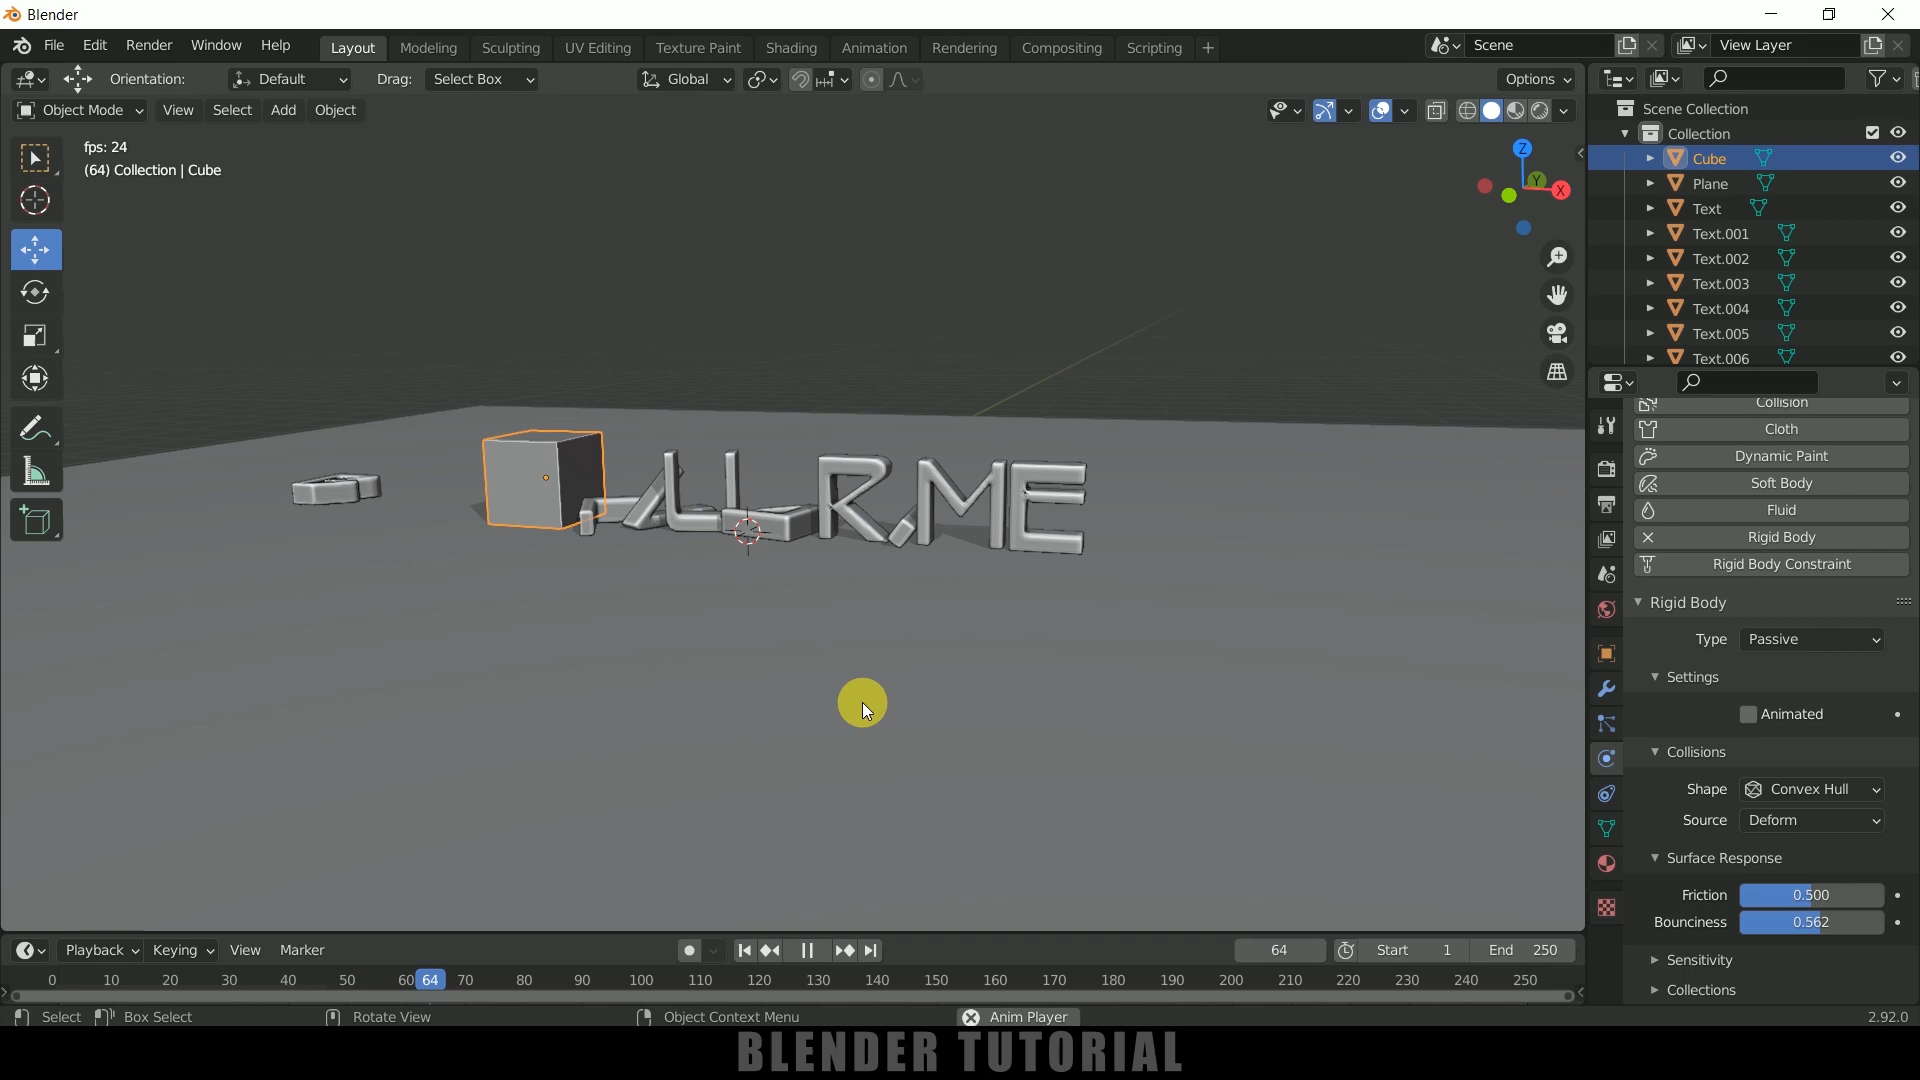 Blender
File Edit Render Window Help Layout Modeling Sculpting UV Editing Texture Paint Shading Animation Rendering Compositing Scripting + Scene View Layer
Orientation: Default Drag: Select Box Global Options
Object Mode View Select Add Object
fps: 24
(64) Collection | Cube
Z
Y
X
Scene Collection
Collection
Cube
Plane
Text
Text.001
Text.002
Text.003
Text.004
Text.005
Text.006
Collision
Cloth
Dynamic Paint
Soft Body
Fluid
Rigid Body
Rigid Body Constraint
Rigid Body
Type Passive
Settings
Animated
Collisions
Shape Convex Hull
Source Deform
Surface Response
Friction 0.500
Bounciness 0.562
Sensitivity
Collections
LLRME
Playback Keying View Marker 64 Start 1 End 250
0 10 20 30 40 50 60 64 70 80 90 100 110 120 130 140 150 160 170 180 190 200 210 220 230 240 250
Select Box Select Rotate View Object Context Menu Anim Player 2.92.0
BLENDER TUTORIAL